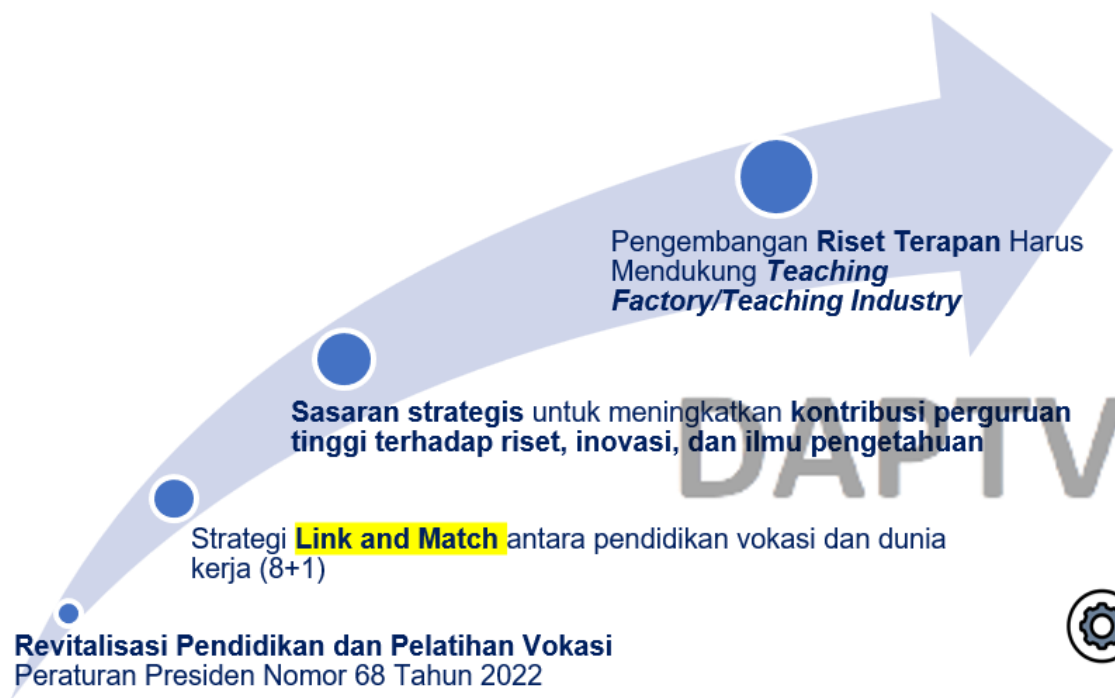 Pengembangan Riset Terapan Harus
Mendukung Teaching
Factory/Teaching Industry
Sasaran strategis untuk meningkatkan kontribusi perguruan
tinggi terhadap riset, inovasi, dan ilmu pengetahuan
DAPTV
Strategi Link and Match antara pendidikan vokasi dan dunia
kerja (8+1)
Revitalisasi Pendidikan dan Pelatihan Vokasi
Peraturan Presiden Nomor 68 Tahun 2022